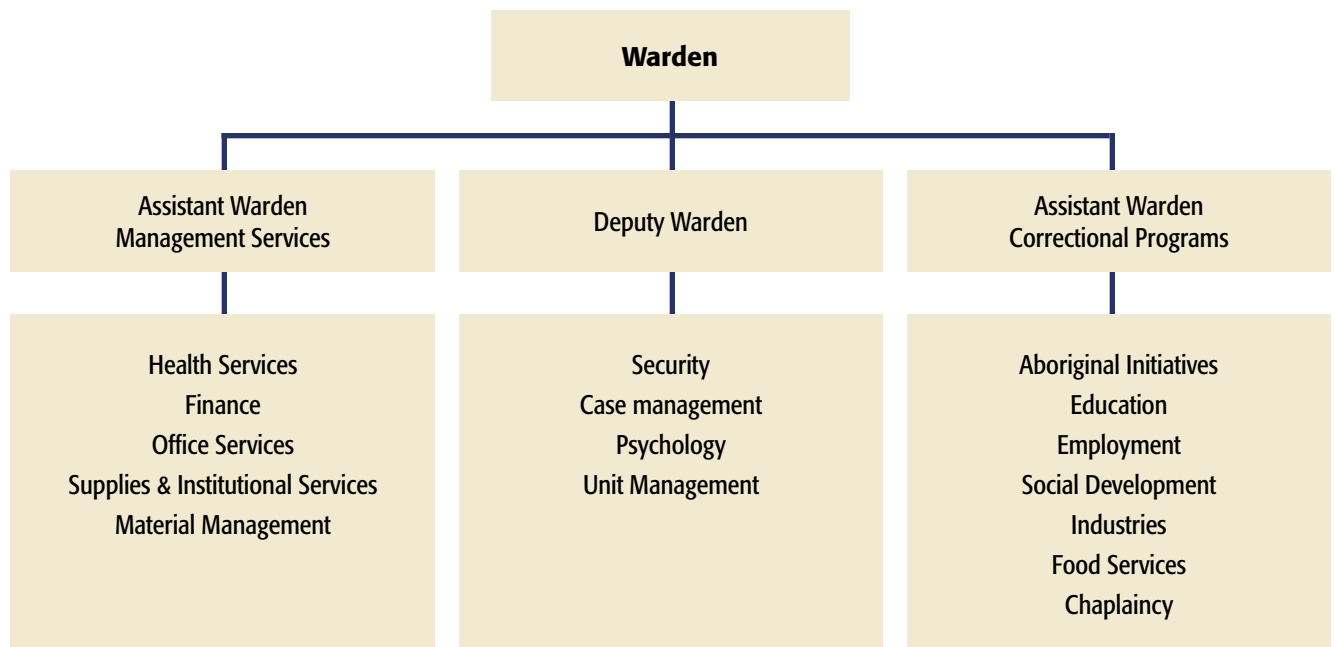 Warden
Assistant Warden
Management Services
Deputy Warden
Assistant Warden
Correctional Programs
Health Services
Finance
Office Services
Supplies & Institutional Services
Material Management
Security
Case management
Psychology
Unit Management
Aboriginal Initiatives
Education
Employment
Social Development
Industries
Food Services
Chaplaincy